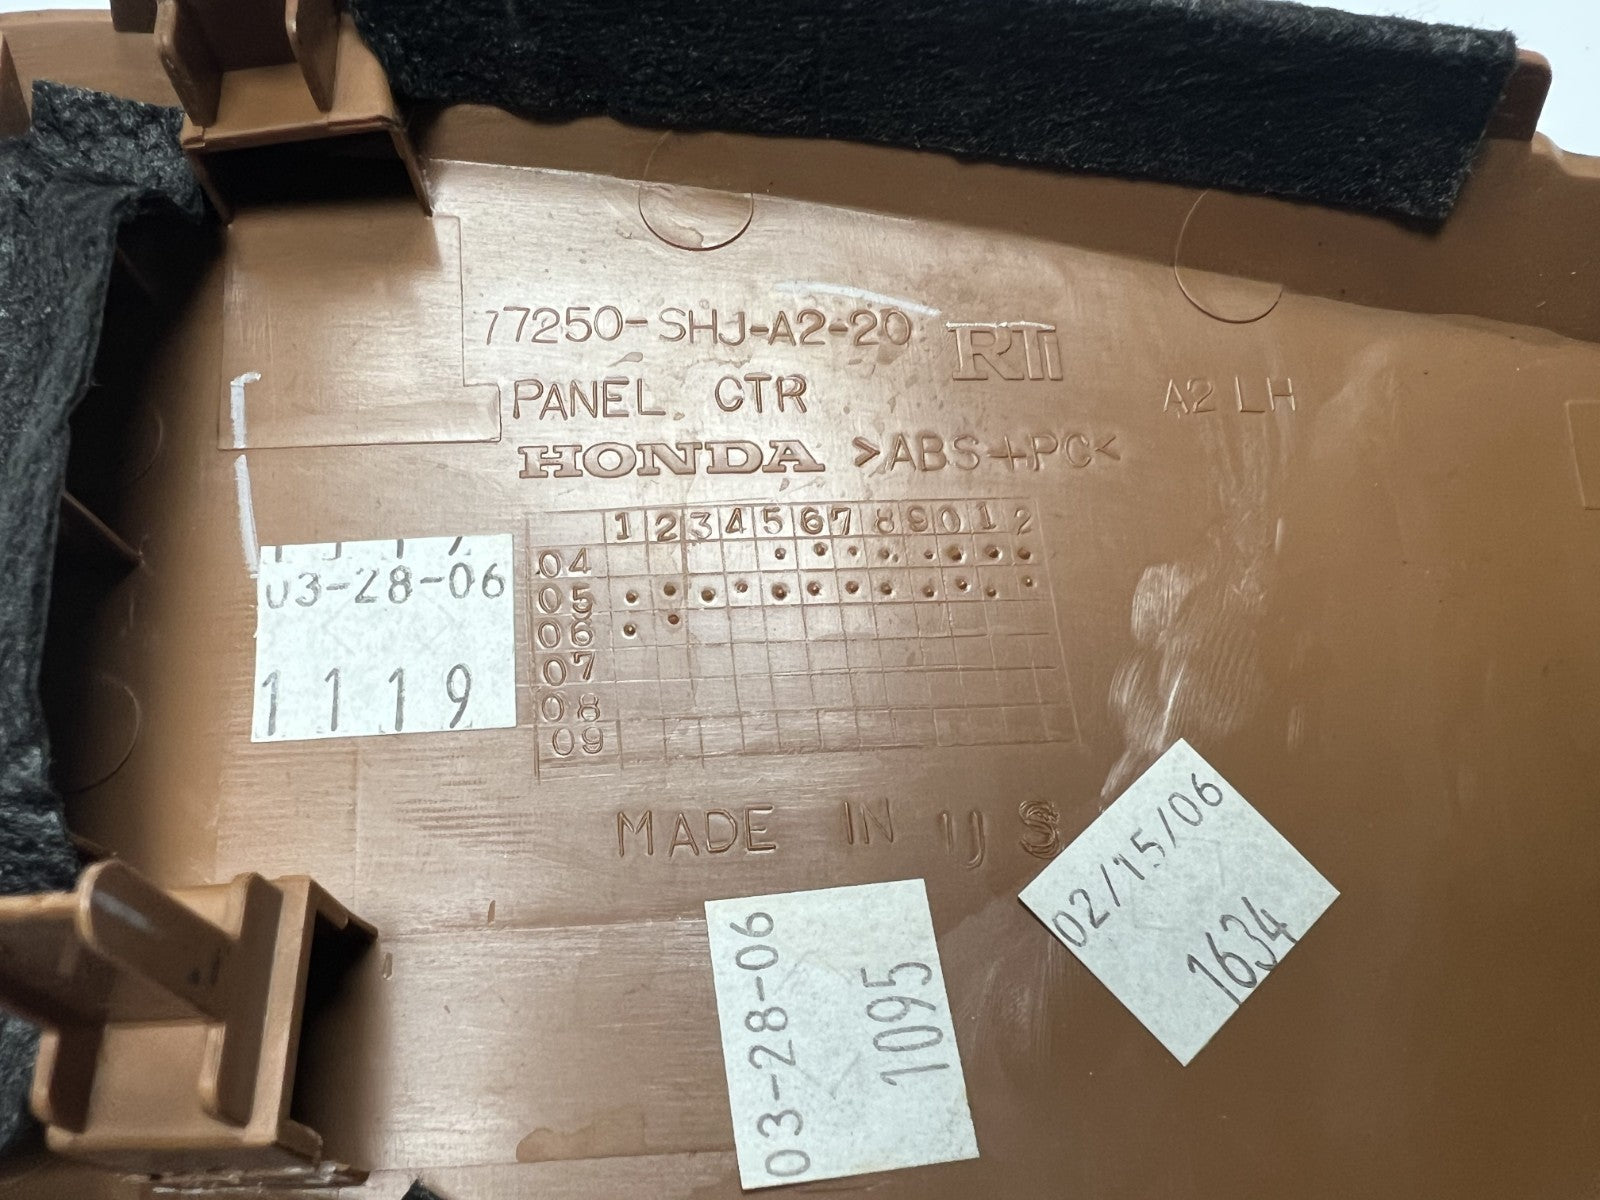 77250-SHJ-A2-20 RTi
PANEL CTR
A2 LH
HONDA >ABS+PC<
1 2 3 4 5 6 7 8 9 0 1 2
04
05
06
07
08
09
03-28-06
1119
MADE IN U S
02/15/06
1634
03-28-06
1095